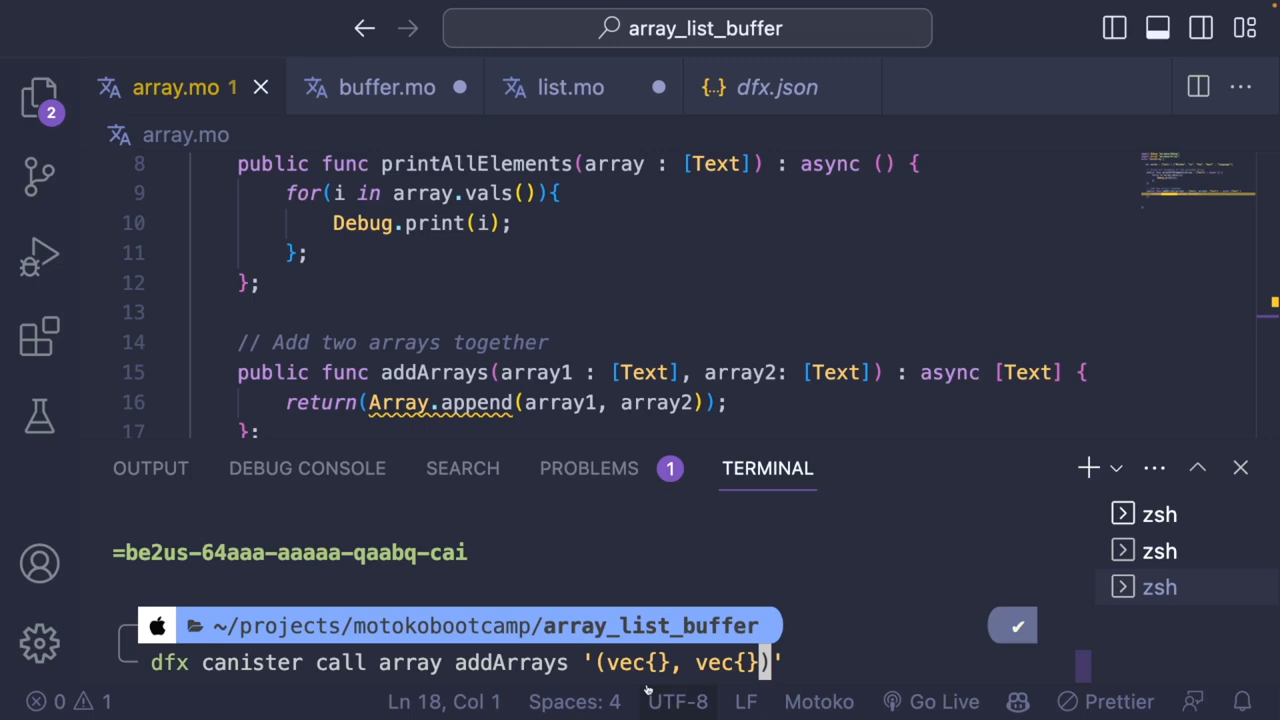 array_list_buffer
array.mo 1
buffer.mo
list.mo
{..} dfx.json
2
array.mo
8 public func printAllElements(array : [Text]) : async () {
9 for(i in array.vals()){
10 Debug.print(i);
11 };
12 };
13
14 // Add two arrays together
15 public func addArrays(array1 : [Text], array2: [Text]) : async [Text] {
16 return(Array.append(array1, array2));
17 };
OUTPUT DEBUG CONSOLE SEARCH PROBLEMS 1 TERMINAL
zsh
zsh
zsh
=be2us-64aaa-aaaaa-qaabq-cai
~/projects/motokobootcamp/array_list_buffer
dfx canister call array addArrays '(vec{}, vec{})'
0 1 Ln 18, Col 1 Spaces: 4 UTF-8 LF Motoko Go Live Prettier